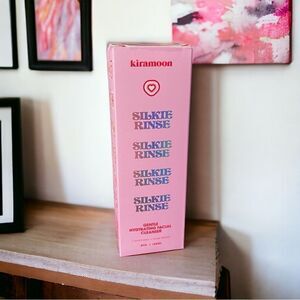 kiramoon
SILKIE
RINSE
SILKIE
RINSE
SILKIE
RINSE
SILKIE
RINSE
GENTLE
HYDRATING FACIAL
CLEANSER